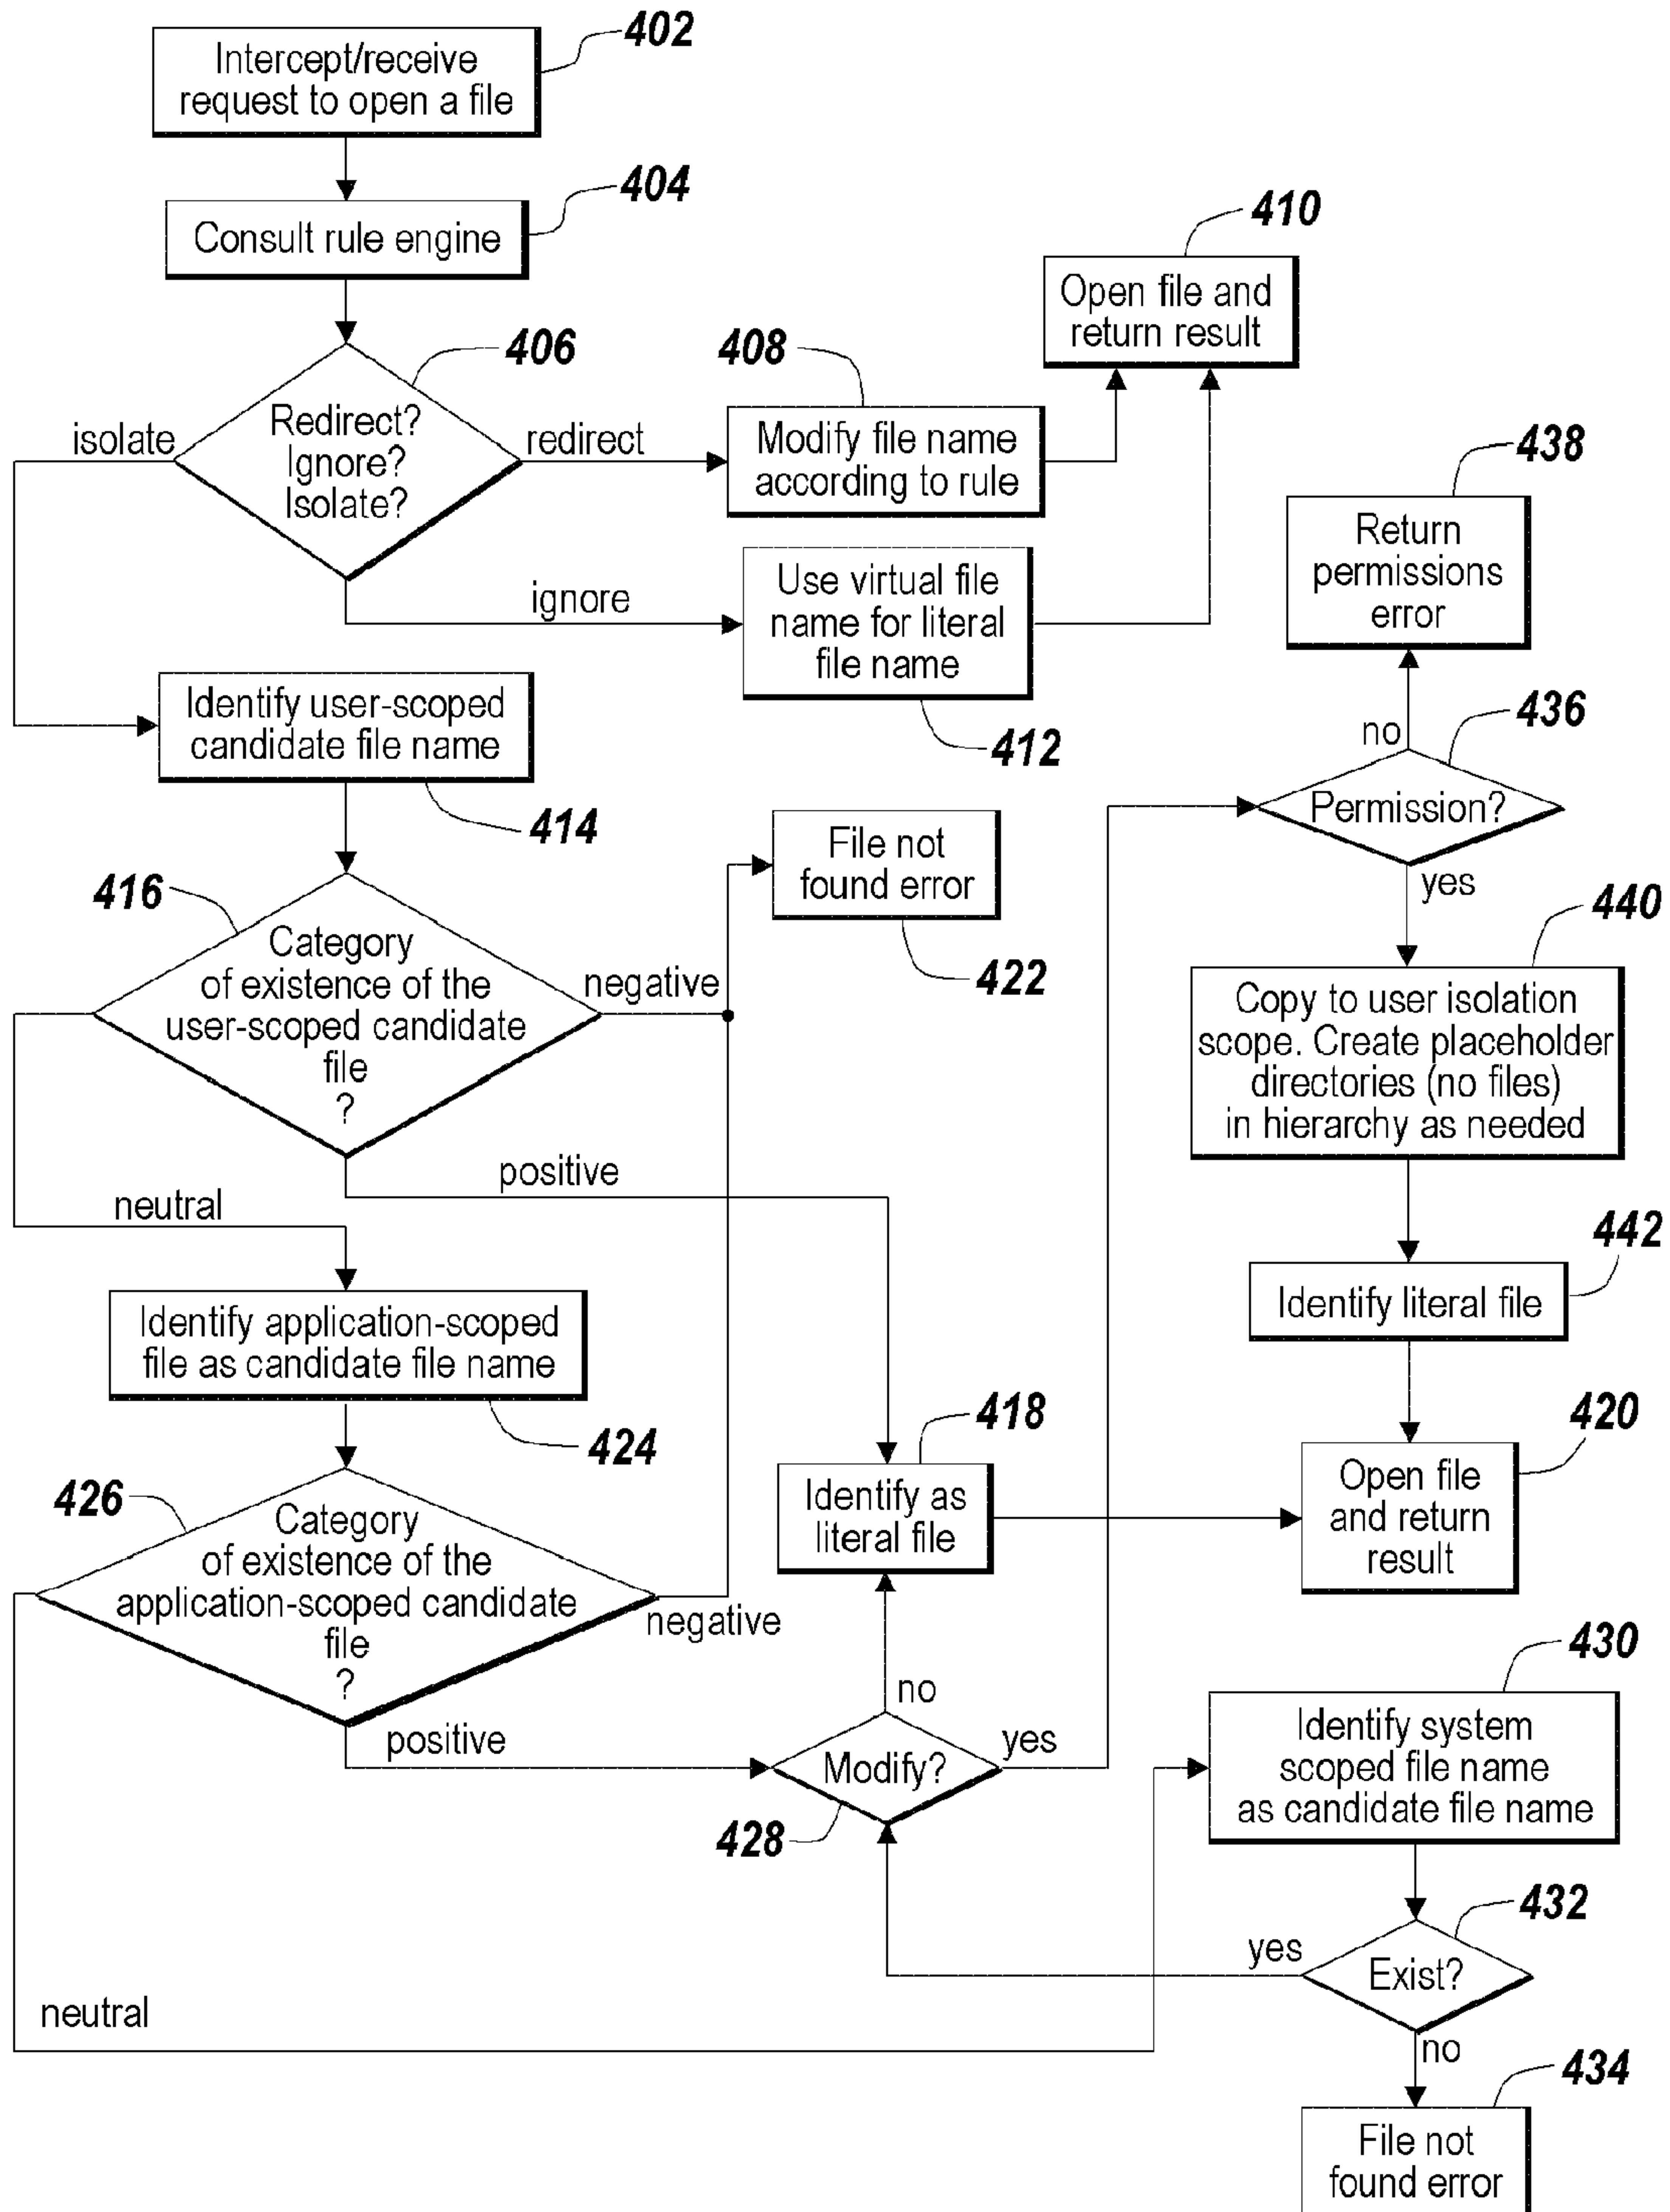 402
Intercept/receive
request to open a file
404
Consult rule engine
410
Open file and
return result
406
Redirect?
Ignore?
Isolate?
isolate
redirect
ignore
408
Modify file name
according to rule
438
Return
permissions
error
Use virtual file
name for literal
file name
412
Identify user-scoped
candidate file name
414
436
no
Permission?
yes
File not
found error
422
416
Category
of existence of the
user-scoped candidate
file
?
negative
positive
neutral
440
Copy to user isolation
scope. Create placeholder
directories (no files)
in hierarchy as needed
442
Identify literal file
Identify application-scoped
file as candidate file name
424
418
Identify as
literal file
420
Open file
and return
result
426
Category
of existence of the
application-scoped candidate
file
?
negative
positive
neutral
no
Modify?
yes
428
430
Identify system
scoped file name
as candidate file name
432
yes
Exist?
no
434
File not
found error